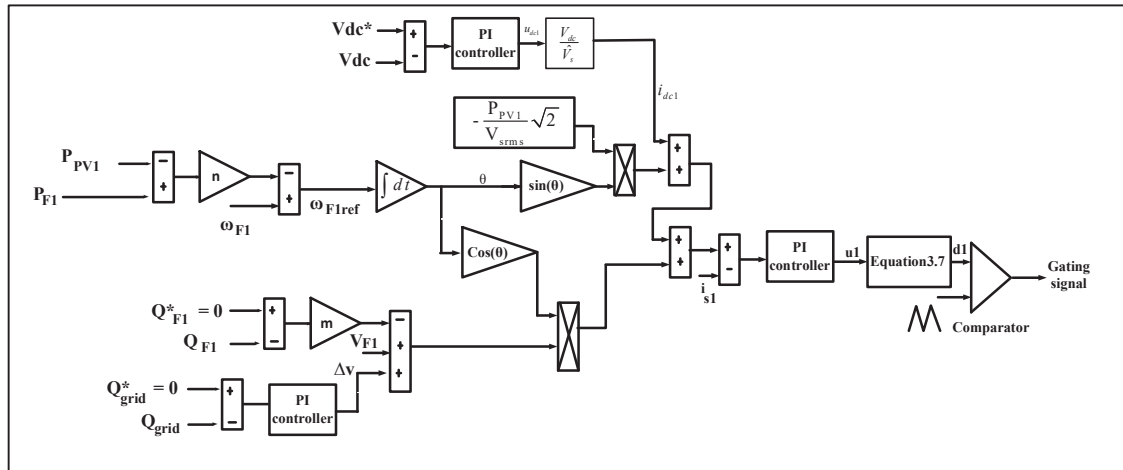 Vdc*
+
-
Vdc
PI
controller
u_dc1
V_dc
V̂_s
i_dc1
- P_PV1 √2
V_srms
+
+
P_PV1
P_F1
-
+
n
-
+
ω_F1
ω_F1ref
∫ dt
θ
sin(θ)
Cos(θ)
+
+
+
-
i_s1
PI
controller
u1
Equation3.7
d1
Gating
signal
Comparator
Q*_F1 = 0
Q_F1
+
-
m
-
+
+
V_F1
Δv
Q*_grid = 0
Q_grid
+
-
PI
controller